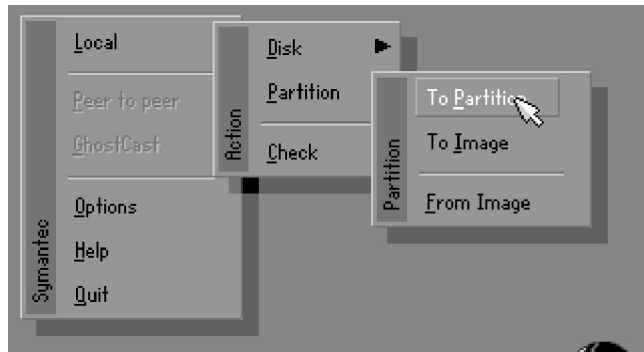 Symantec
Local
Peer to peer
GhostCast
Options
Help
Quit
Action
Disk
Partition
Check
Partition
To Partition
To Image
From Image